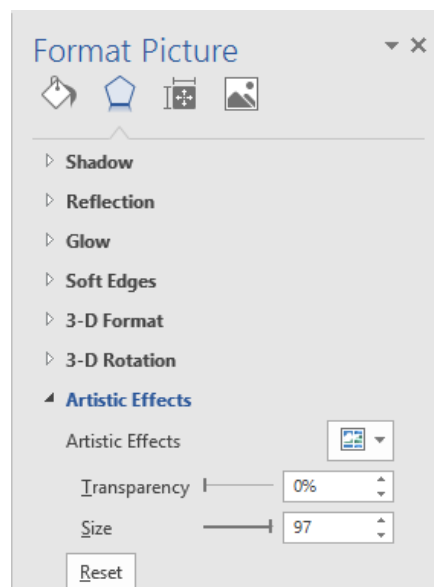 Format Picture
Shadow
Reflection
Glow
Soft Edges
3-D Format
3-D Rotation
Artistic Effects
Artistic Effects
Transparency 0%
Size 97
Reset